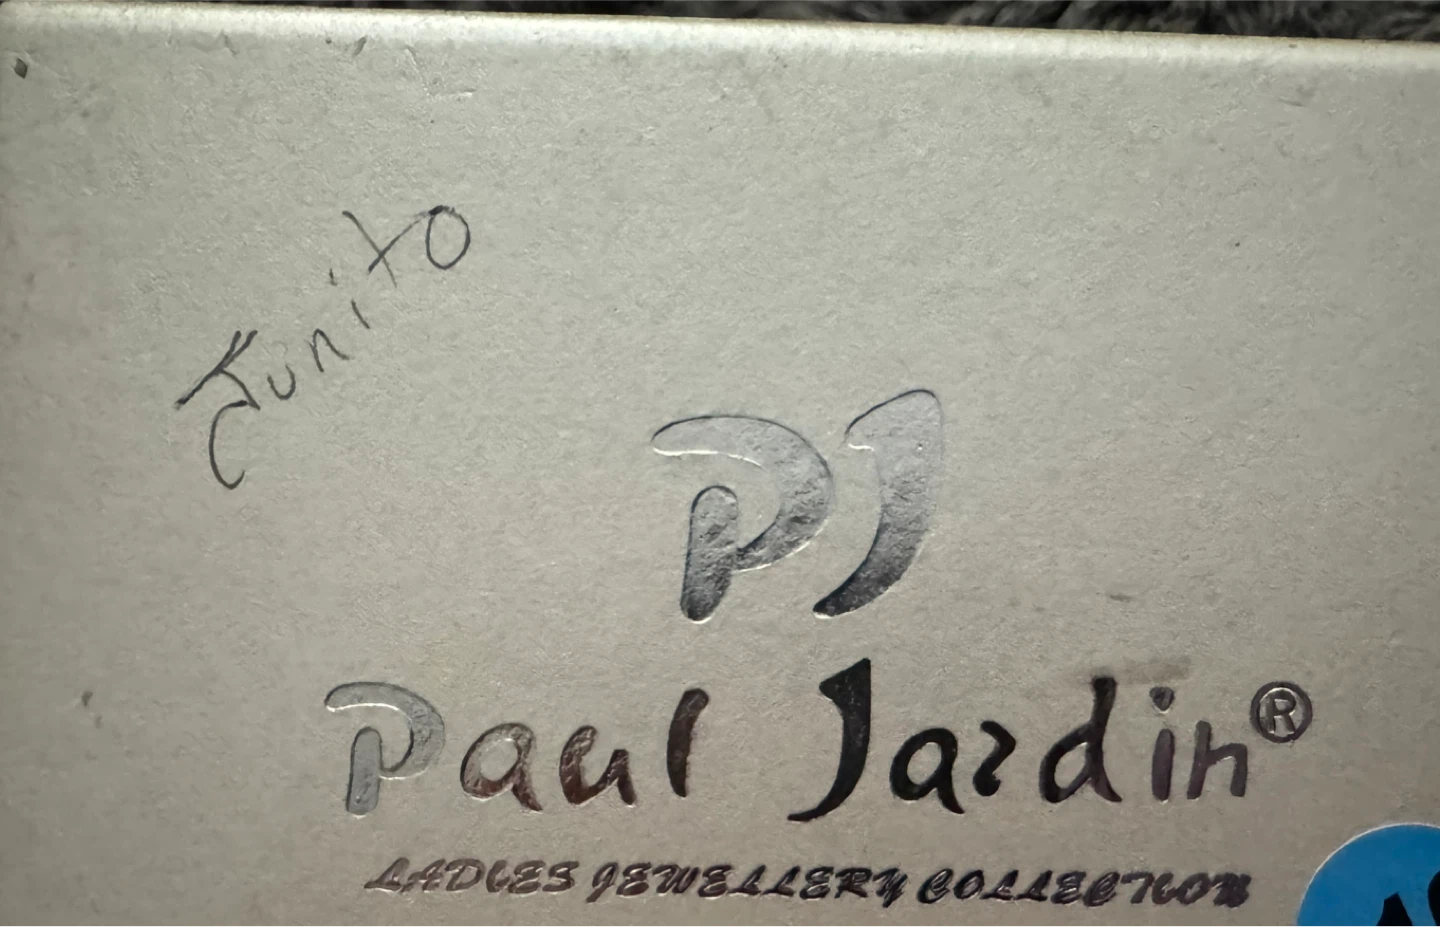 Junito
PJ
Paul Jardin®
LADIES JEWELLERY COLLECTION